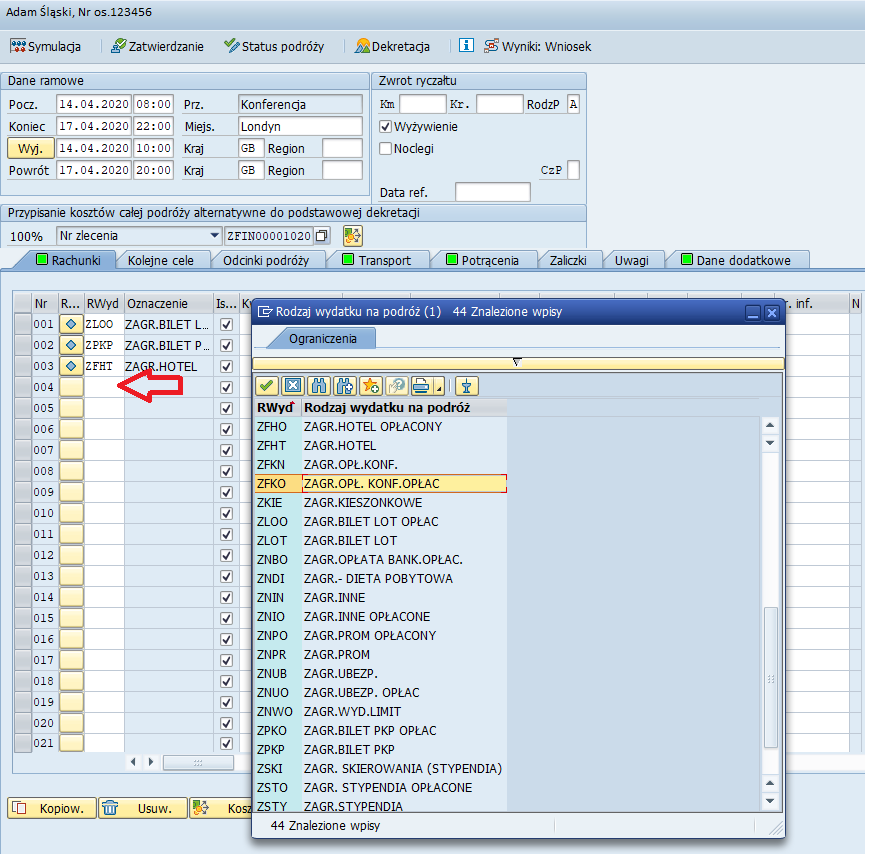 Adam Śląski, Nr os.123456
Symulacja Zatwierdzanie Status podróży Dekretacja Wyniki: Wniosek
Dane ramowe Zwrot ryczałtu
Pocz. 14.04.2020 08:00 Prz. Konferencja Km Kr. RodzP A
Koniec 17.04.2020 22:00 Miejs. Londyn Wyżywienie
Wyj. 14.04.2020 10:00 Kraj GB Region Noclegi
Powrót 17.04.2020 20:00 Kraj GB Region CzP
Data ref.
Przypisanie kosztów całej podróży alternatywne do podstawowej dekretacji
100% Nr zlecenia ZFIN00001020
Rachunki Kolejne cele Odcinki podróży Transport Potrącenia Zaliczki Uwagi Dane dodatkowe
Nr R... RWyd Oznaczenie Is... r. inf. N
001 ZLOO ZAGR.BILET L...
002 ZPKP ZAGR.BILET P...
003 ZFHT ZAGR.HOTEL
004
005
006
007
008
009
010
011
012
013
014
015
016
017
018
019
020
021
Kopiow. Usuw. Kosz
Rodzaj wydatku na podróż (1) 44 Znalezione wpisy
Ograniczenia
RWyd Rodzaj wydatku na podróż
ZFHO ZAGR.HOTEL OPŁACONY
ZFHT ZAGR.HOTEL
ZFKN ZAGR.OPŁ.KONF.
ZFKO ZAGR.OPŁ. KONF.OPŁAC
ZKIE ZAGR.KIESZONKOWE
ZLOO ZAGR.BILET LOT OPŁAC
ZLOT ZAGR.BILET LOT
ZNBO ZAGR.OPŁATA BANK.OPŁAC.
ZNDI ZAGR.- DIETA POBYTOWA
ZNIN ZAGR.INNE
ZNIO ZAGR.INNE OPŁACONE
ZNPO ZAGR.PROM OPŁACONY
ZNPR ZAGR.PROM
ZNUB ZAGR.UBEZP.
ZNUO ZAGR.UBEZP. OPŁAC
ZNWO ZAGR.WYD.LIMIT
ZPKO ZAGR.BILET PKP OPŁAC
ZPKP ZAGR.BILET PKP
ZSKI ZAGR. SKIEROWANIA (STYPENDIA)
ZSTO ZAGR. STYPENDIA OPŁACONE
ZSTY ZAGR.STYPENDIA
44 Znalezione wpisy